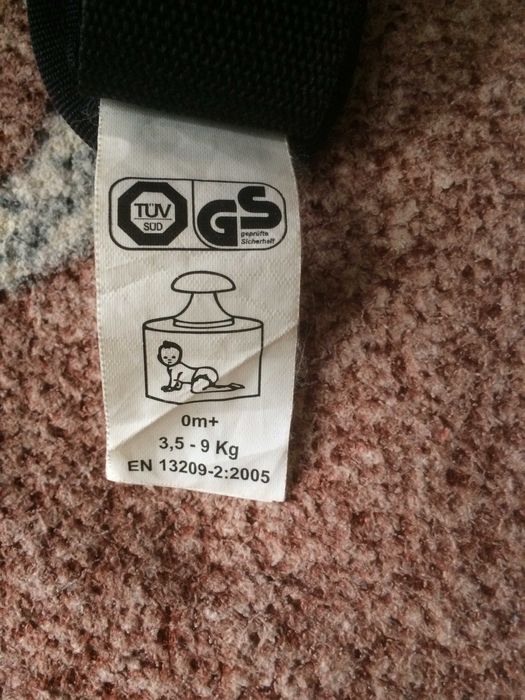 TÜV
SÜD
GS
geprüfte
Sicherheit
0m+
3,5 - 9 Kg
EN 13209-2:2005